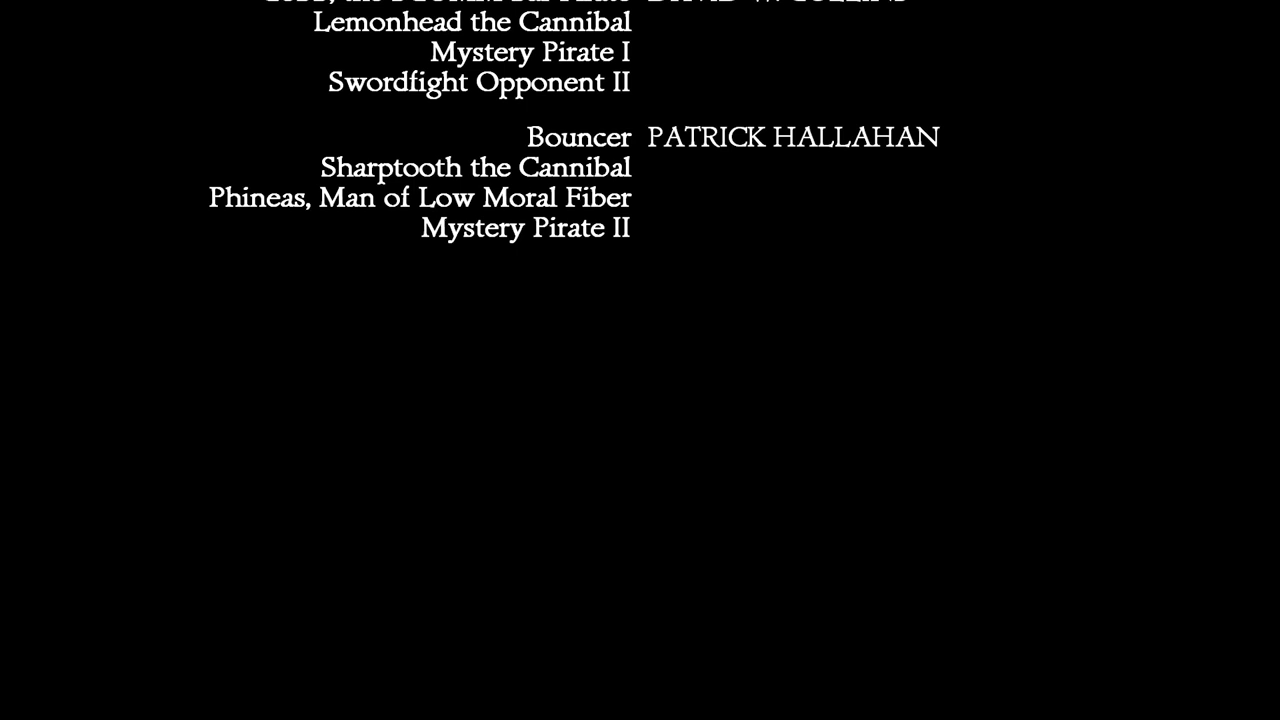 Lemonhead the Cannibal
Mystery Pirate I
Swordfight Opponent II
Bouncer PATRICK HALLAHAN
Sharptooth the Cannibal
Phineas, Man of Low Moral Fiber
Mystery Pirate II